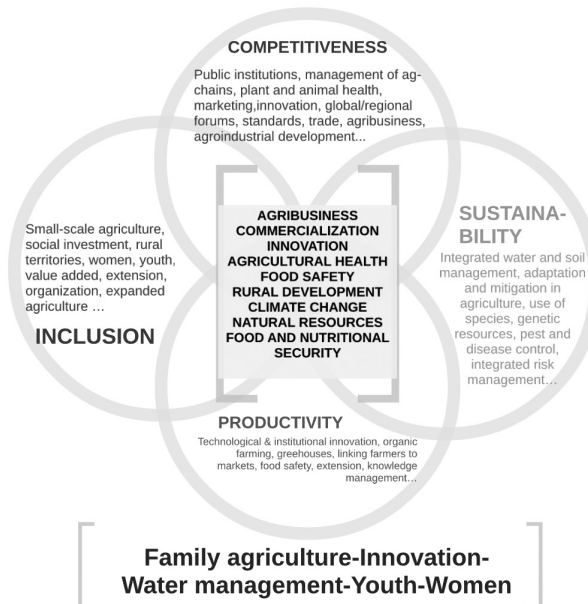 COMPETITIVENESS
Public institutions, management of ag-
chains, plant and animal health,
marketing,innovation, global/regional
forums, standards, trade, agribusiness,
agroindustrial development...
Small-scale agriculture,
social investment, rural
territories, women, youth,
value added, extension,
organization, expanded
agriculture …
INCLUSION
AGRIBUSINESS
COMMERCIALIZATION
INNOVATION
AGRICULTURAL HEALTH
FOOD SAFETY
RURAL DEVELOPMENT
CLIMATE CHANGE
NATURAL RESOURCES
FOOD AND NUTRITIONAL
SECURITY
SUSTAINA-
BILITY
Integrated water and soil
management, adaptation
and mitigation in
agriculture, use of
species, genetic
resources, pest and
disease control,
integrated risk
management…
PRODUCTIVITY
Technological & institutional innovation, organic
farming, greehouses, linking farmers to
markets, food safety, extension, knowledge
management…
Family agriculture-Innovation-
Water management-Youth-Women